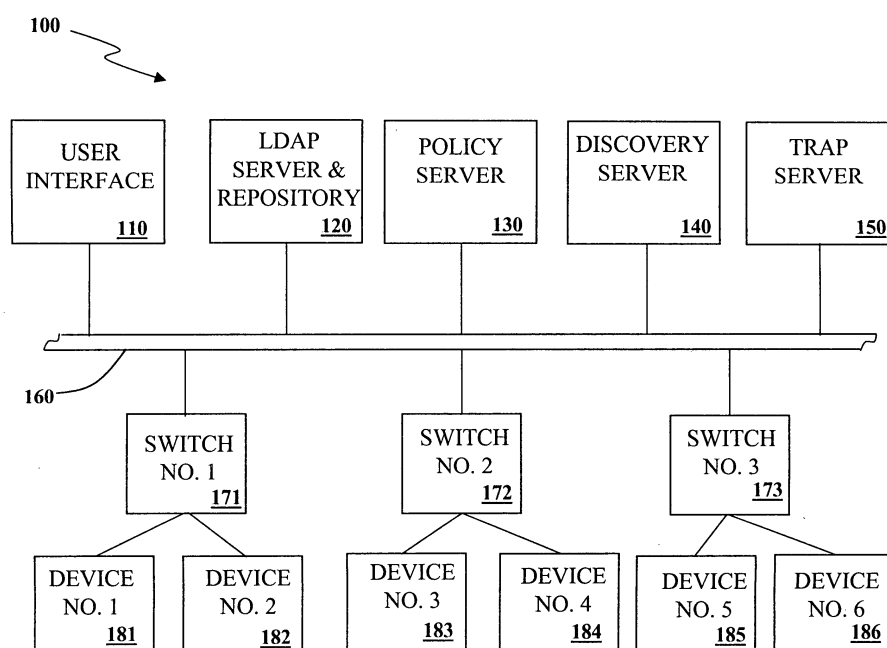 100
USER
INTERFACE
110
LDAP
SERVER &
REPOSITORY
120
POLICY
SERVER
130
DISCOVERY
SERVER
140
TRAP
SERVER
150
160
SWITCH
NO. 1
171
SWITCH
NO. 2
172
SWITCH
NO. 3
173
DEVICE
NO. 1
181
DEVICE
NO. 2
182
DEVICE
NO. 3
183
DEVICE
NO. 4
184
DEVICE
NO. 5
185
DEVICE
NO. 6
186